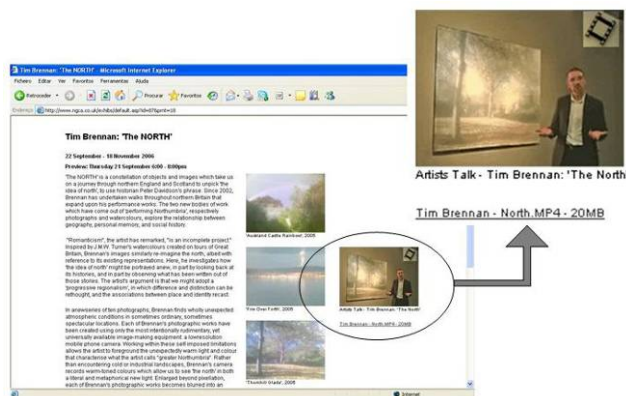 Tim Brennan: 'The NORTH' - Microsoft Internet Explorer
Ficheiro Editar Ver Favoritos Ferramentas Ajuda
Retroceder Procurar Favoritos
Endereço
Tim Brennan: 'The NORTH'
22 September - 18 November 2006
Preview: Thursday 21 September 6:00 - 8:00pm
'The NORTH' is a constellation of objects and images which take us
on a journey through northern England and Scotland to unpick 'the
idea of north', to use historian Peter Davidson's phrase. Since 2002,
Brennan has undertaken walks throughout northern Britain that
expand upon his performance works. The two new bodies of work
which have come out of 'performing Northumbria', respectively
photographs and watercolours, explore the relationship between
geography, personal memory, and social history.
"Romanticism", the artist has remarked, "is an incomplete project."
Inspired by J.M.W. Turner's watercolours created on tours of Great
Britain, Brennan's images similarly re-imagine the north, albeit with
reference to its existing representations. Here, he investigates how
'the idea of north' might be portrayed anew, in part by looking back at
its histories, and in part by observing what has been written out of
those stories. The artist's argument is that we might adopt a
'progressive regionalism', in which difference and distinction can be
rethought, and the associations between place and identity recast.
In a new series of ten photographs, Brennan finds wholly unexpected
atmospheric conditions in sometimes ordinary, sometimes
spectacular locations. Each of Brennan's photographic works have
been created using only the most intentionally rudimentary, yet
universally available image-making equipment: a low resolution
mobile phone camera. Working within these self imposed limitations
allows the artist to foreground the unexpectedly warm light and colour
that characterise what the artist calls "greater Northumbria". Rather
than encountering cold or industrial landscapes, Brennan's camera
records warm-toned colours which allow us to see 'the north' in both
a literal and metaphorical new light. Enlarged beyond pixellation,
each of Brennan's photographic works becomes blurred into an
'Auckland Castle Rainbow', 2005
'Fire Over Forth', 2005
'Thornhill Glade', 2005
Artists Talk - Tim Brennan: 'The North
Tim Brennan - North.MP4 - 20MB
Internet
Artists Talk - Tim Brennan: 'The North
Tim Brennan - North.MP4 - 20MB